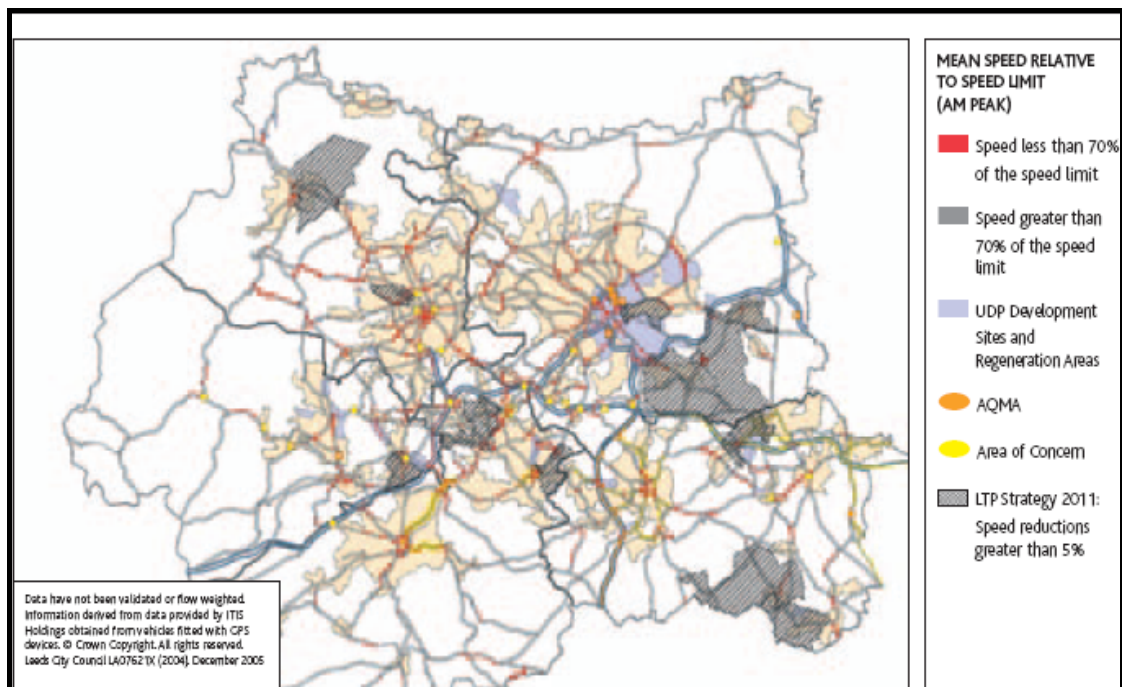 MEAN SPEED RELATIVE
TO SPEED LIMIT
(AM PEAK)
Speed less than 70%
of the speed limit
Speed greater than
70% of the speed
limit
UDP Development
Sites and
Regeneration Areas
AQMA
Area of Concern
LTP Strategy 2011:
Speed reductions
greater than 5%
Data have not been validated or flow weighted.
Information derived from data provided by ITIS
Holdings obtained from vehicles fitted with GPS
devices. © Crown Copyright. All rights reserved.
Leeds City Council LA07621X (2004), December 2005